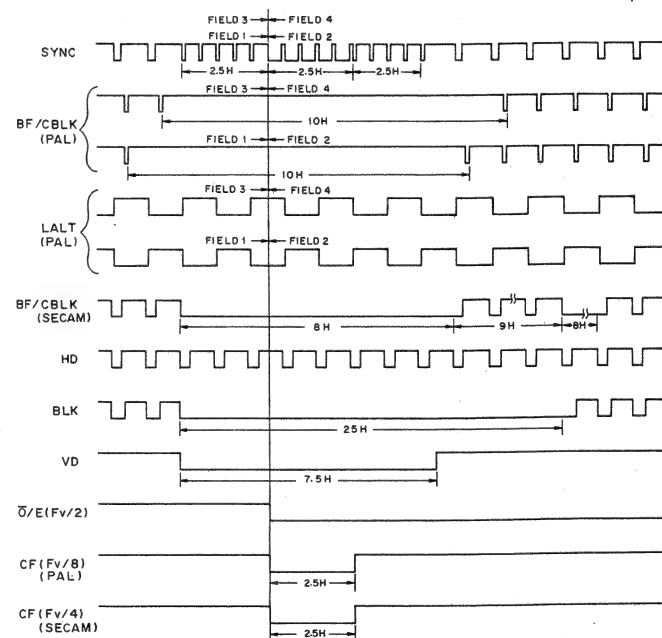 FIELD 3 FIELD 4
FIELD 1 FIELD 2
SYNC
2.5H 2.5H 2.5H
FIELD 3 FIELD 4
BF/CBLK
(PAL)
10H
FIELD 1 FIELD 2
10H
FIELD 3 FIELD 4
LALT
(PAL)
FIELD 1 FIELD 2
BF/CBLK
(SECAM)
8H 9H 8H
HD
BLK
25H
VD
7.5H
O̅/E(Fv/2)
CF(Fv/8)
(PAL)
2.5H
CF(Fv/4)
(SECAM)
2.5H